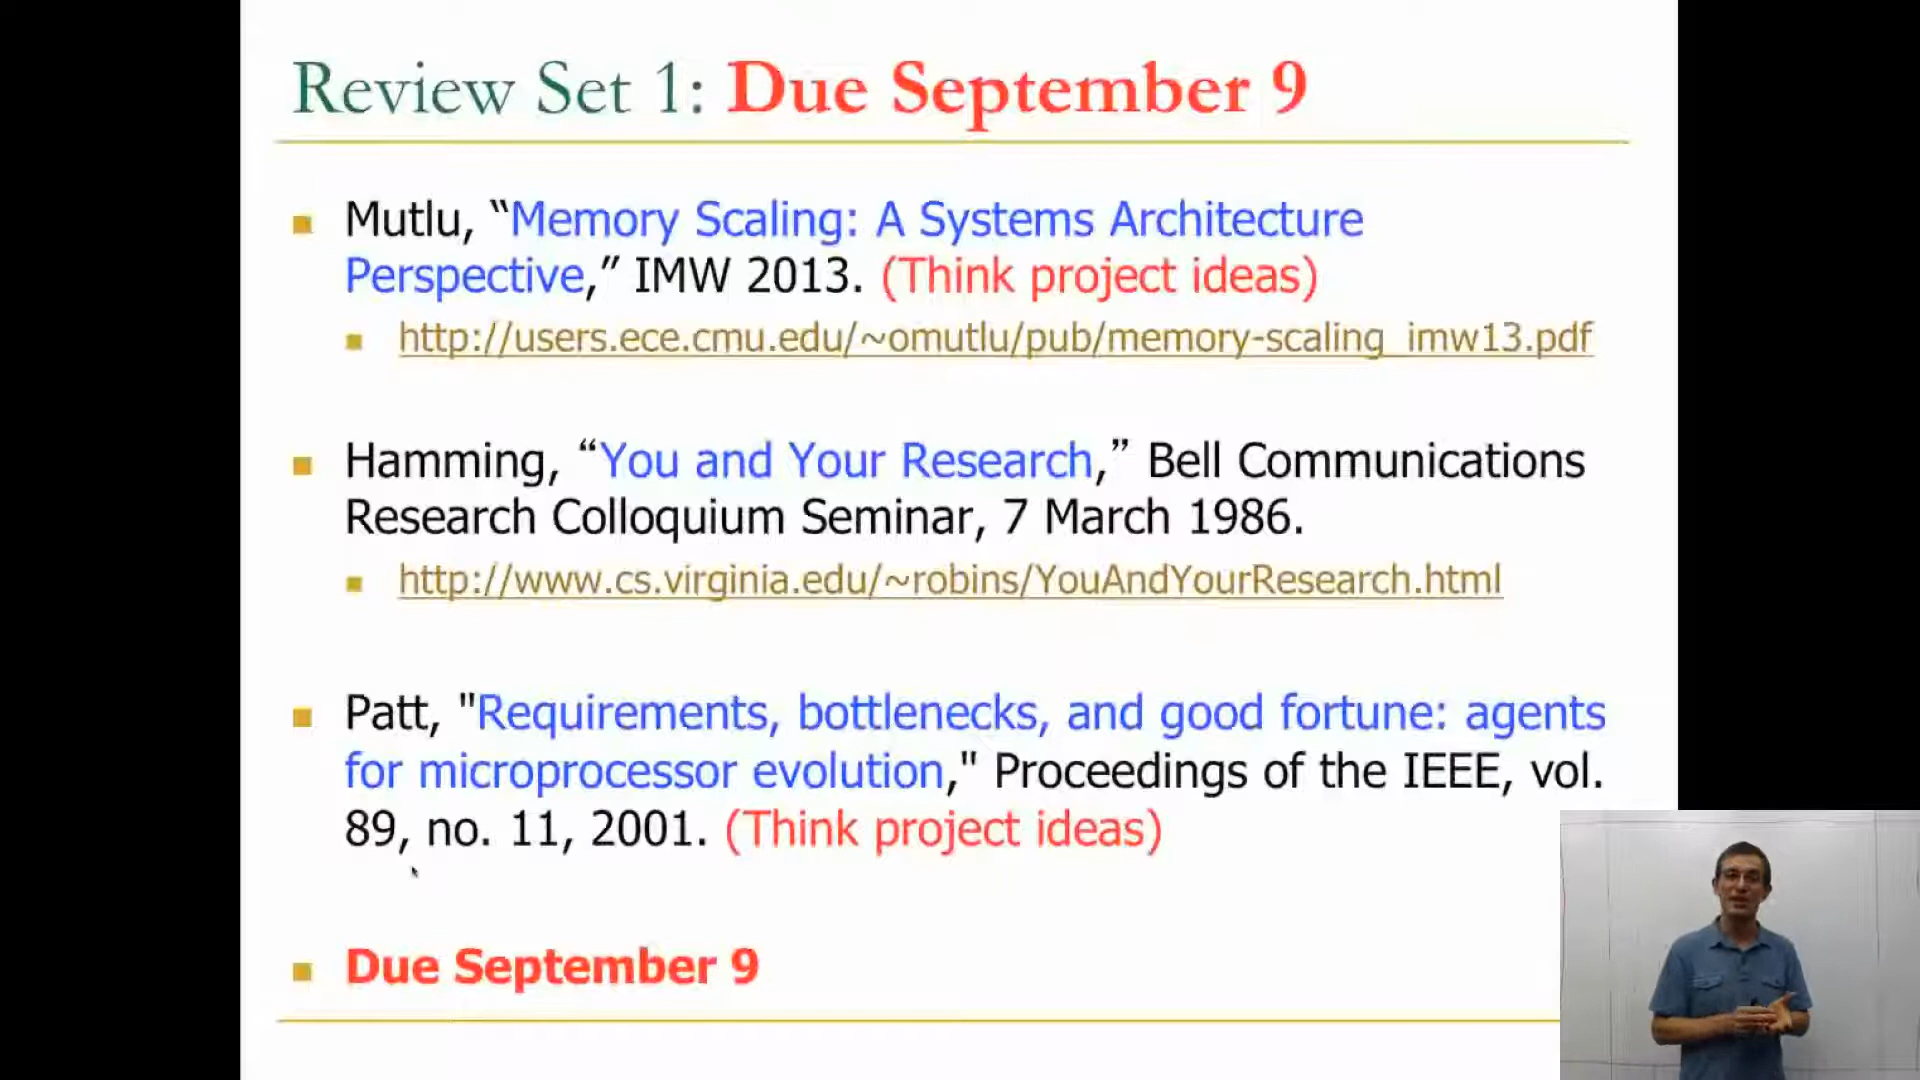 Review Set 1: Due September 9
Mutlu, “Memory Scaling: A Systems Architecture
Perspective,” IMW 2013. (Think project ideas)
http://users.ece.cmu.edu/~omutlu/pub/memory-scaling_imw13.pdf
Hamming, “You and Your Research,” Bell Communications
Research Colloquium Seminar, 7 March 1986.
http://www.cs.virginia.edu/~robins/YouAndYourResearch.html
Patt, "Requirements, bottlenecks, and good fortune: agents
for microprocessor evolution," Proceedings of the IEEE, vol.
89, no. 11, 2001. (Think project ideas)
Due September 9